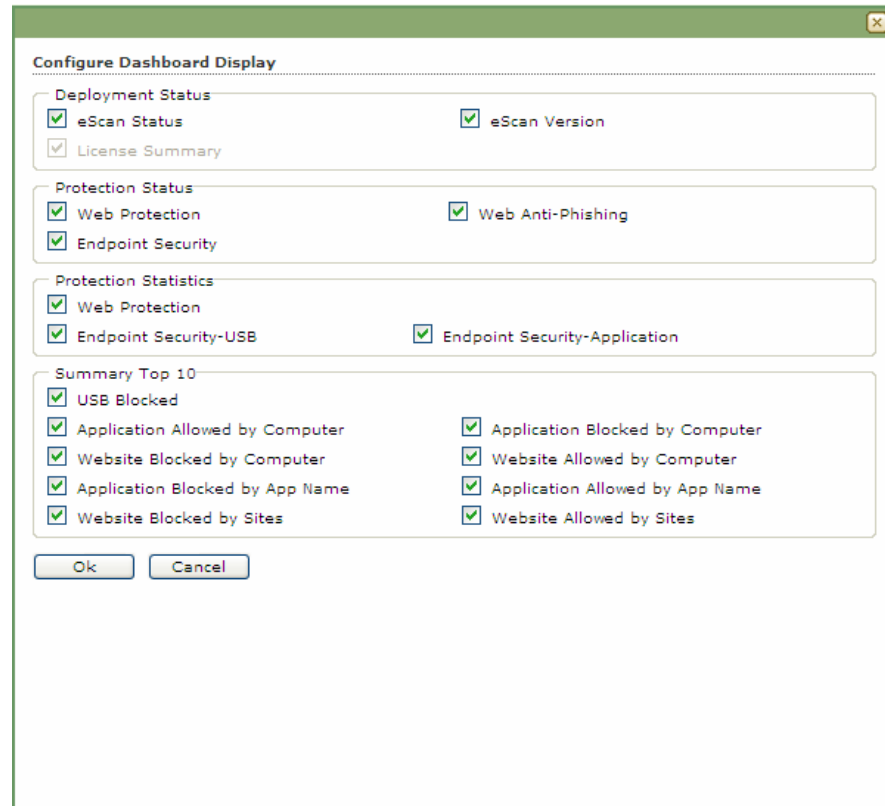 Configure Dashboard Display
Deployment Status
eScan Status eScan Version
License Summary
Protection Status
Web Protection Web Anti-Phishing
Endpoint Security
Protection Statistics
Web Protection
Endpoint Security-USB Endpoint Security-Application
Summary Top 10
USB Blocked
Application Allowed by Computer Application Blocked by Computer
Website Blocked by Computer Website Allowed by Computer
Application Blocked by App Name Application Allowed by App Name
Website Blocked by Sites Website Allowed by Sites
Ok Cancel